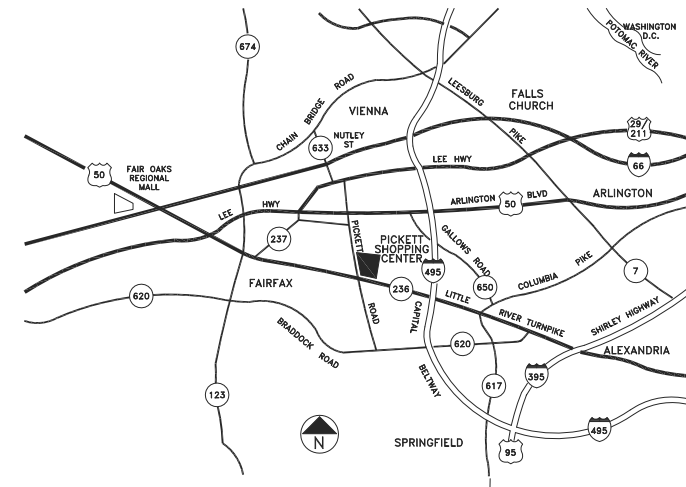 WASHINGTON
D.C.
POTOMAC RIVER
674
CHAIN BRIDGE ROAD
VIENNA
LEESBURG PIKE
FALLS
CHURCH
29/
211
NUTLEY
ST
633
LEE HWY
66
50
FAIR OAKS
REGIONAL
MALL
LEE HWY
ARLINGTON BLVD
50
ARLINGTON
237
PICKETT ROAD
PICKETT
SHOPPING
CENTER
GALLOWS ROAD
495
COLUMBIA PIKE
7
FAIRFAX
236
LITTLE RIVER TURNPIKE
650
620
BRADDOCK ROAD
CAPITAL BELTWAY
620
SHIRLEY HIGHWAY
ALEXANDRIA
123
617
395
N
SPRINGFIELD
95
495